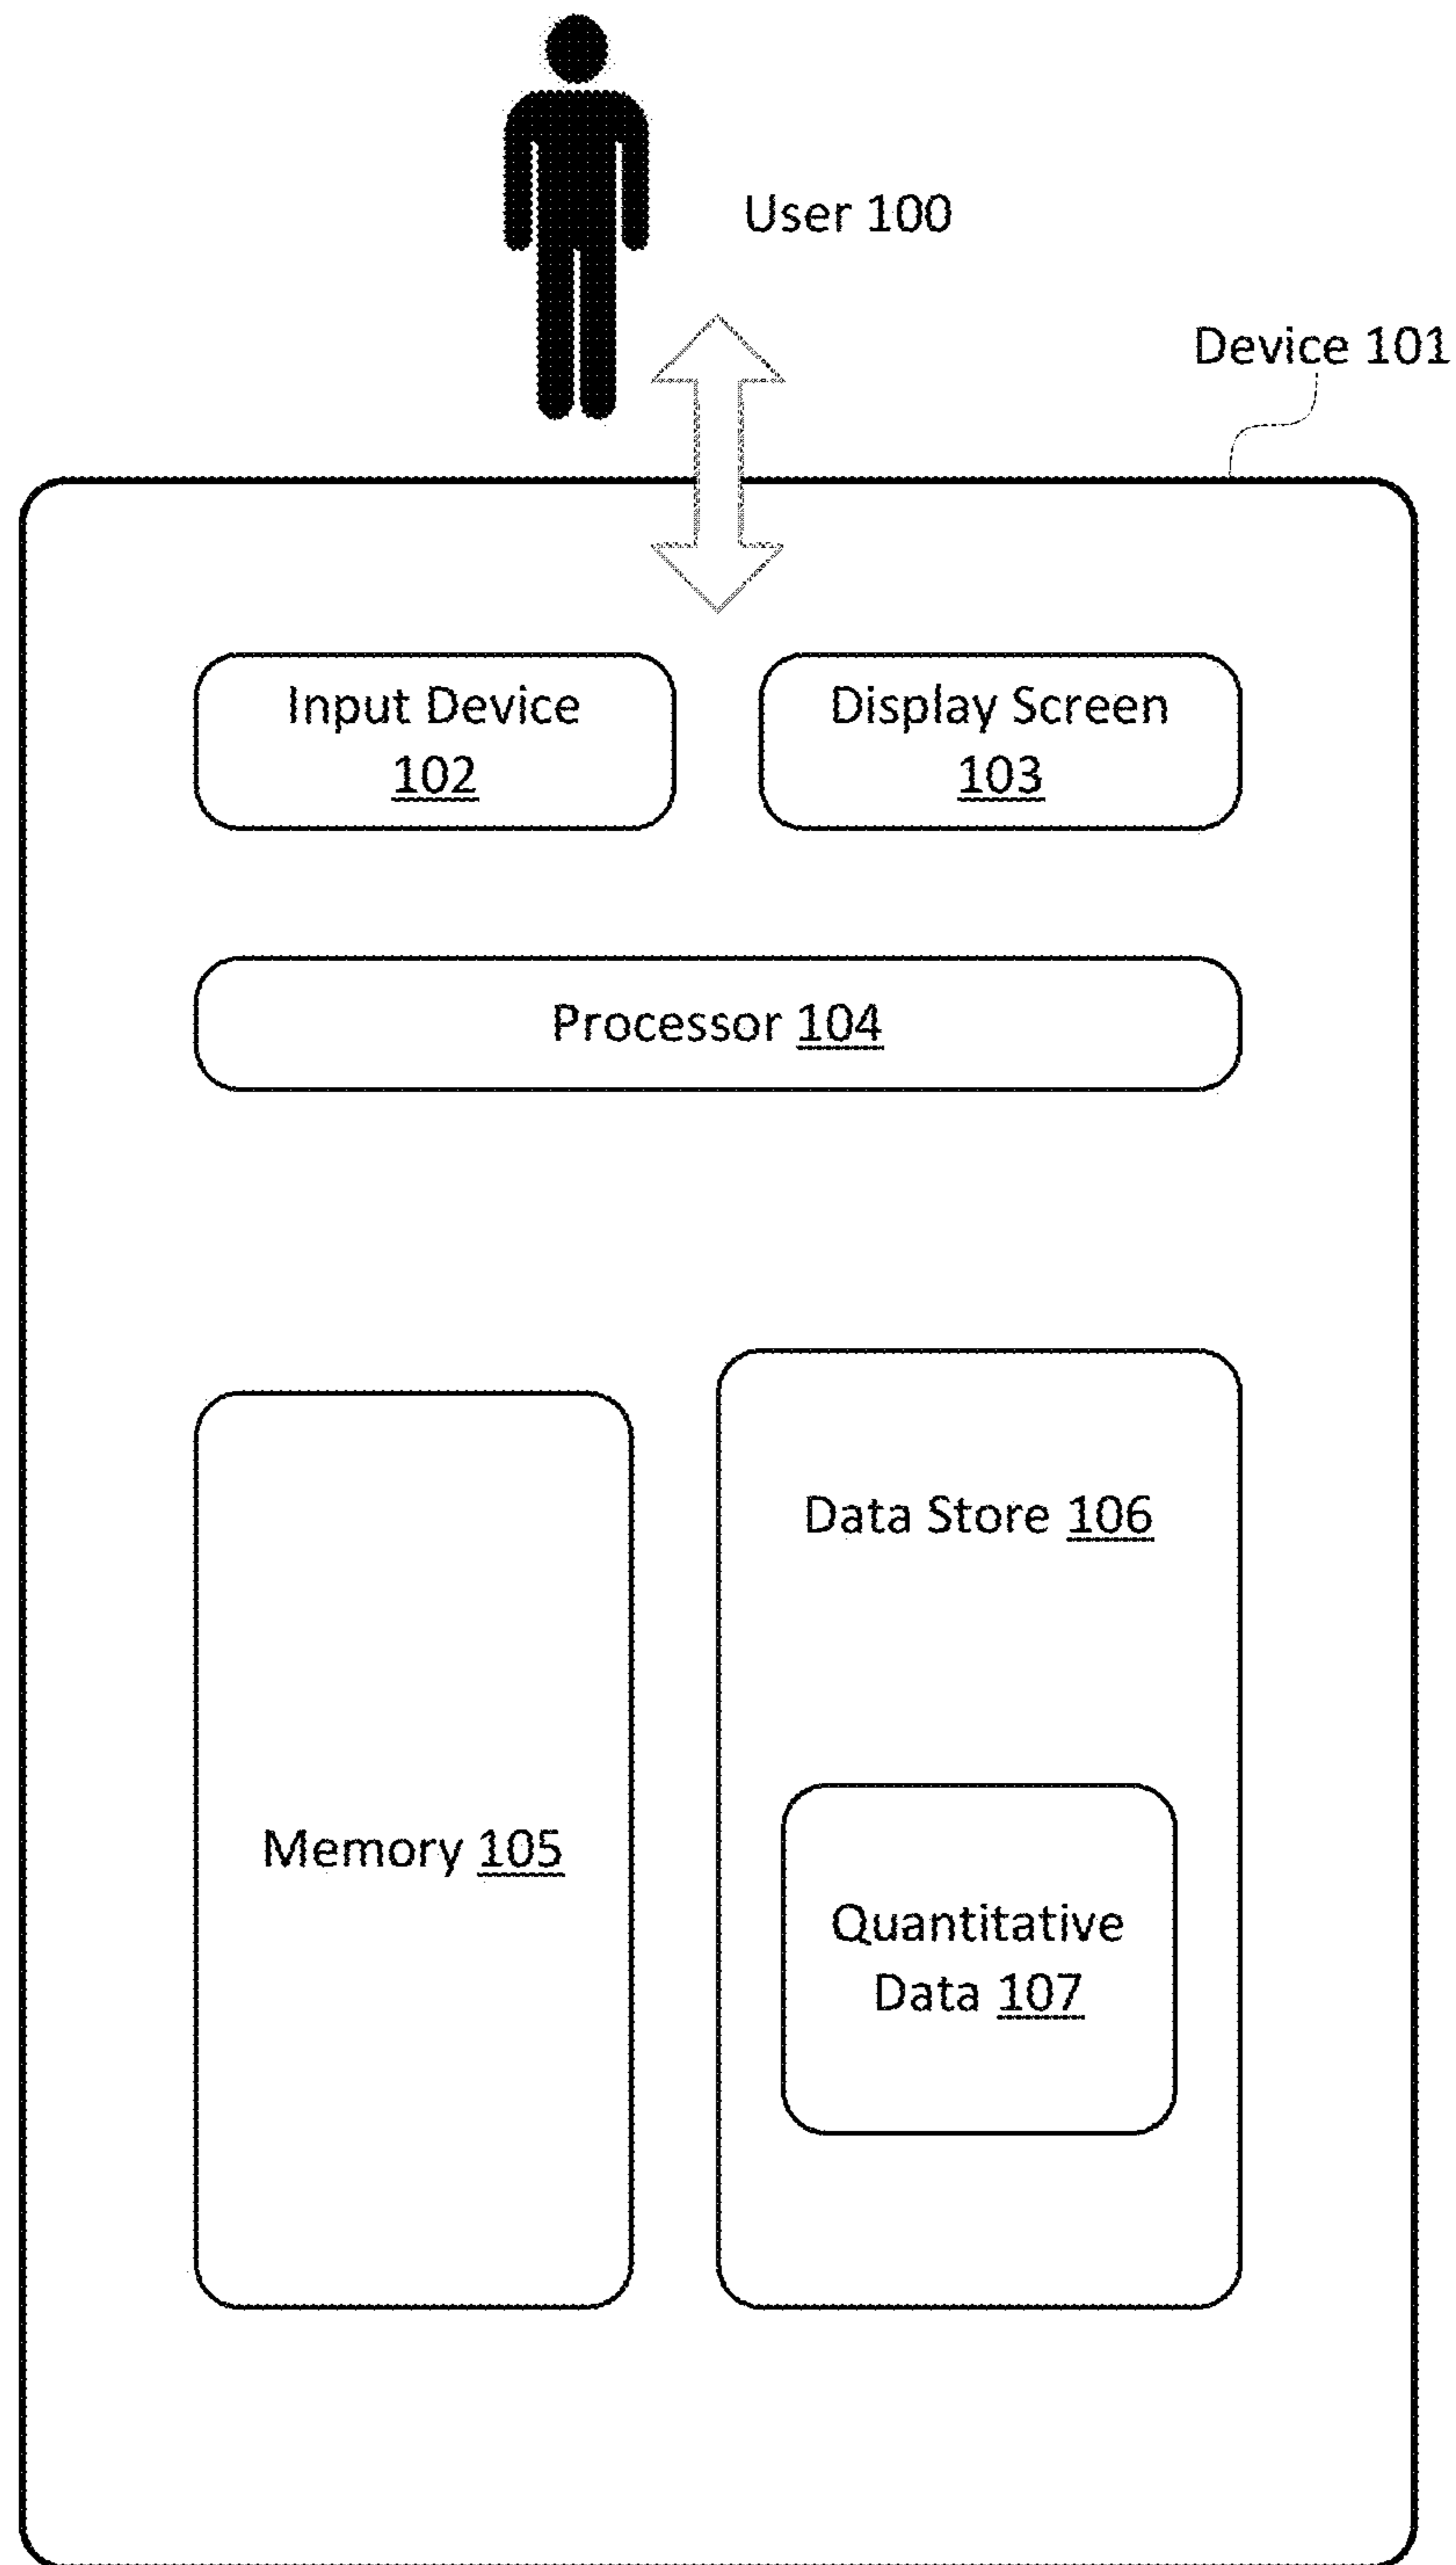 User 100
Device 101
Input Device
102
Display Screen
103
Processor 104
Data Store 106
Memory 105
Quantitative
Data 107